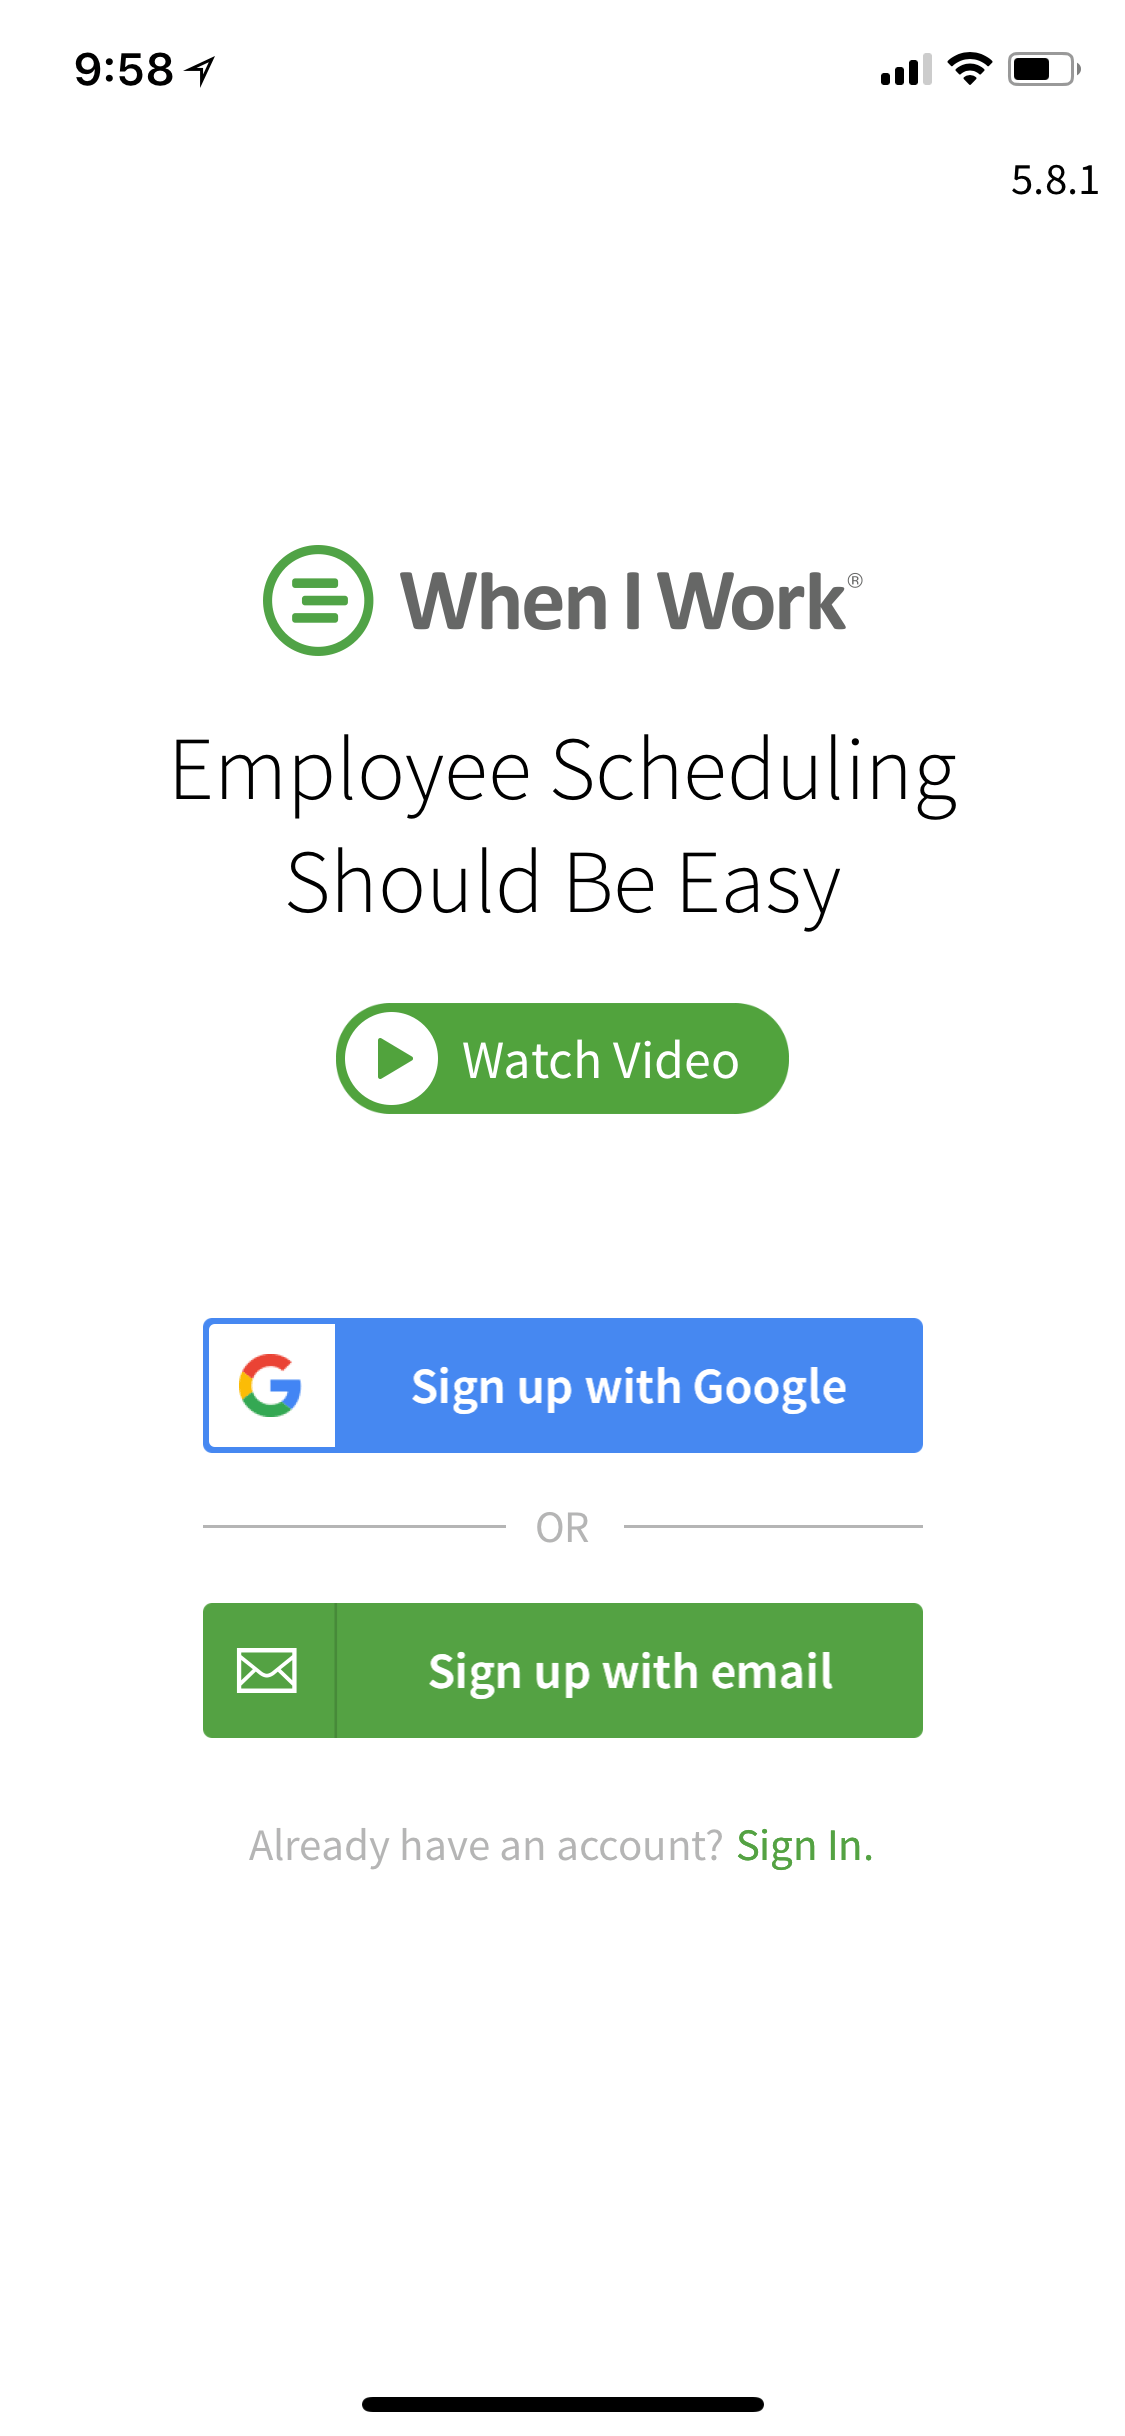 9:58
5.8.1
When I Work®
Employee Scheduling
Should Be Easy
Watch Video
Sign up with Google
OR
Sign up with email
Already have an account? Sign In.